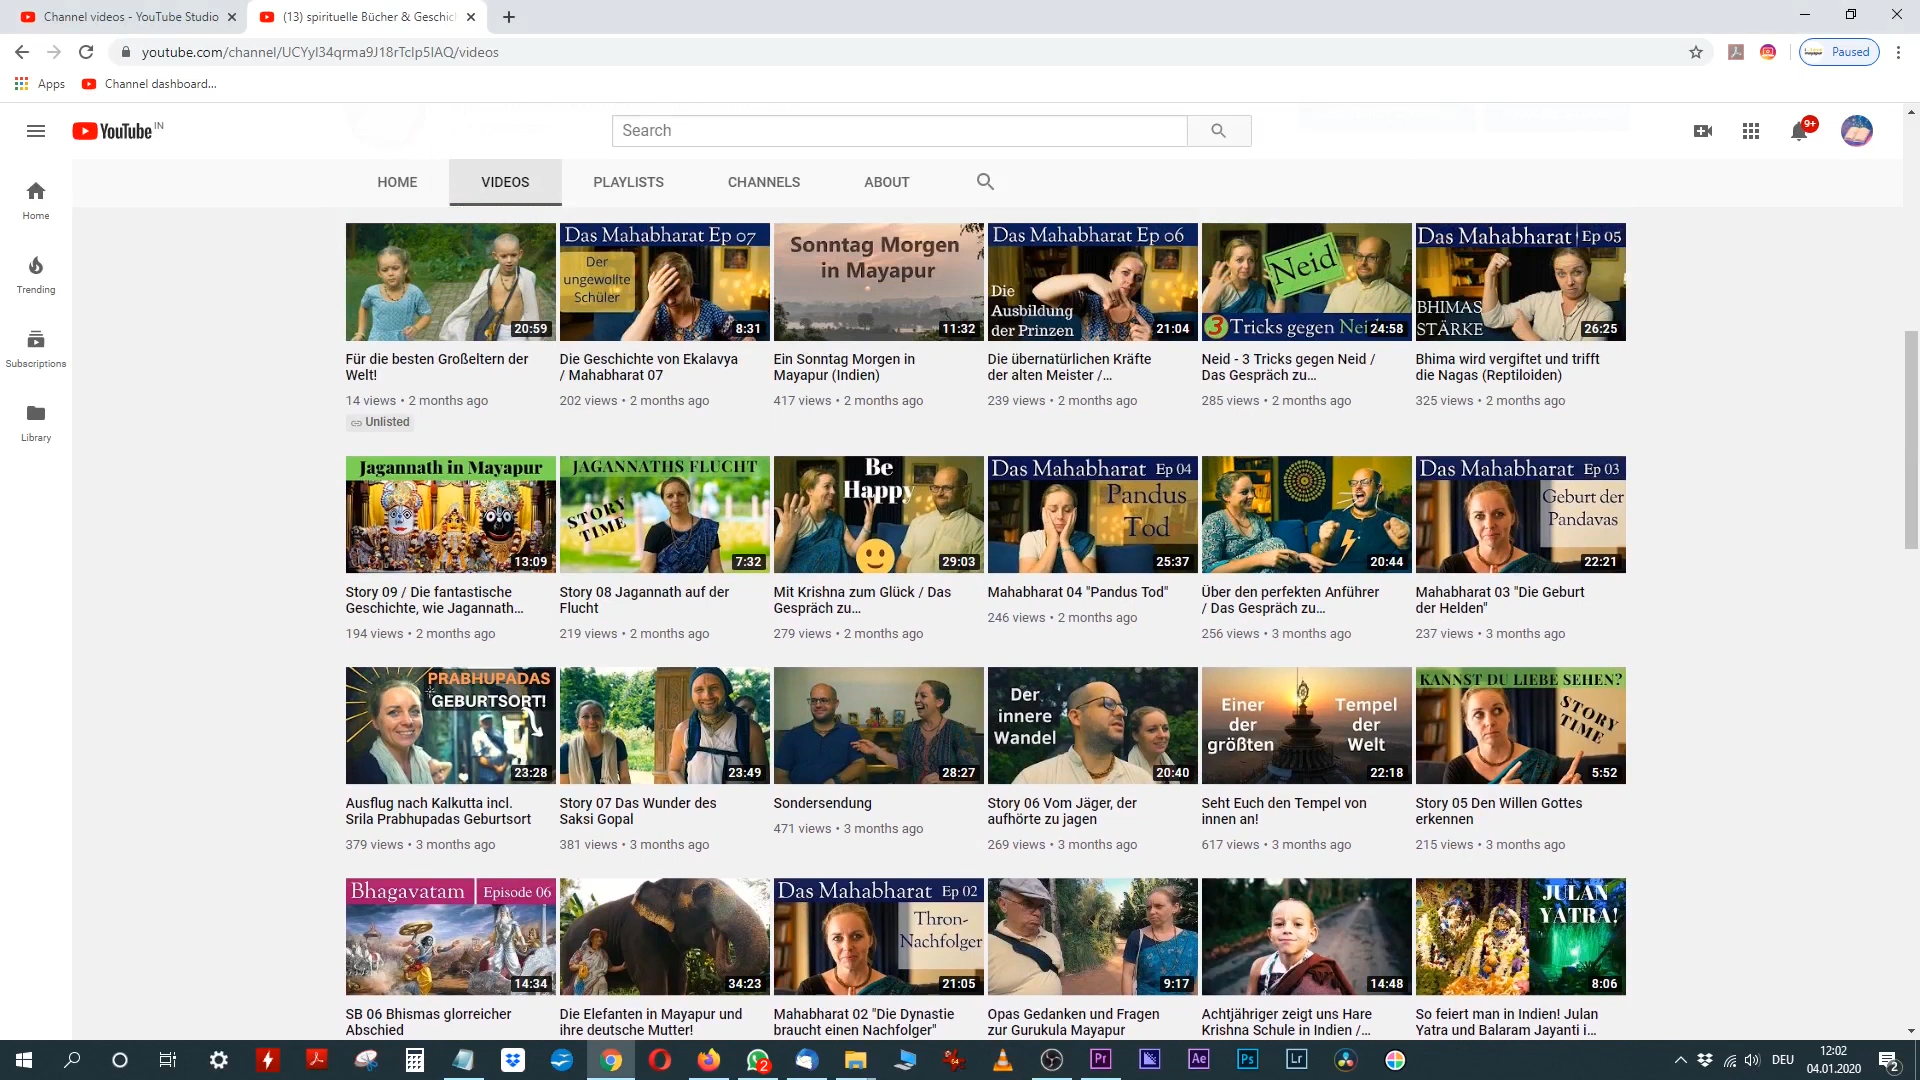 Channel videos - YouTube Studio
(13) spirituelle Bücher & Geschic
youtube.com/channel/UCYyl34qrma9J18rTclp5IAQ/videos
Paused
Apps
Channel dashboard...
YouTube IN
Search
9+
HOME
VIDEOS
PLAYLISTS
CHANNELS
ABOUT
Home
Trending
Subscriptions
Library
20:59
Das Mahabharat Ep 07
Der
ungewollte
Schüler
8:31
Sonntag Morgen
in Mayapur
11:32
Das Mahabharat Ep 06
Die
Ausbildung
der Prinzen
21:04
Neid
3 Tricks gegen Nei
24:58
Das Mahabharat Ep 05
BHIMAS
STÄRKE
26:25
Für die besten Großeltern der
Welt!
14 views • 2 months ago
Unlisted
Die Geschichte von Ekalavya
/ Mahabharat 07
202 views • 2 months ago
Ein Sonntag Morgen in
Mayapur (Indien)
417 views • 2 months ago
Die übernatürlichen Kräfte
der alten Meister /...
239 views • 2 months ago
Neid - 3 Tricks gegen Neid /
Das Gespräch zu...
285 views • 2 months ago
Bhima wird vergiftet und trifft
die Nagas (Reptiloiden)
325 views • 2 months ago
Jagannath in Mayapur
13:09
JAGANNATHS FLUCHT
STORY
TIME
7:32
Be
Happy
29:03
Das Mahabharat Ep 04
Pandus
Tod
25:37
20:44
Das Mahabharat Ep 03
Geburt der
Pandavas
22:21
Story 09 / Die fantastische
Geschichte, wie Jagannath...
194 views • 2 months ago
Story 08 Jagannath auf der
Flucht
219 views • 2 months ago
Mit Krishna zum Glück / Das
Gespräch zu...
279 views • 2 months ago
Mahabharat 04 "Pandus Tod"
246 views • 2 months ago
Über den perfekten Anführer
/ Das Gespräch zu...
256 views • 3 months ago
Mahabharat 03 "Die Geburt
der Helden"
237 views • 3 months ago
PRABHUPADAS
GEBURTSORT!
23:28
23:49
28:27
Der
innere
Wandel
20:40
Einer
der
größten
Tempel
der
Welt
22:18
KANNST DU LIEBE SEHEN?
STORY
TIME
5:52
Ausflug nach Kalkutta incl.
Srila Prabhupadas Geburtsort
379 views • 3 months ago
Story 07 Das Wunder des
Saksi Gopal
381 views • 3 months ago
Sondersendung
471 views • 3 months ago
Story 06 Vom Jäger, der
aufhörte zu jagen
269 views • 3 months ago
Seht Euch den Tempel von
innen an!
617 views • 3 months ago
Story 05 Den Willen Gottes
erkennen
215 views • 3 months ago
Bhagavatam Episode 06
14:34
34:23
Das Mahabharat Ep 02
Thron-
Nachfolger
21:05
9:17
14:48
JULAN
YATRA!
8:06
SB 06 Bhismas glorreicher
Abschied
Die Elefanten in Mayapur und
ihre deutsche Mutter!
Mahabharat 02 "Die Dynastie
braucht einen Nachfolger"
Opas Gedanken und Fragen
zur Gurukula Mayapur
Achtjähriger zeigt uns Hare
Krishna Schule in Indien /...
So feiert man in Indien! Julan
Yatra und Balaram Jayanti i...
2
64
Pr
Ae
Ps
Lr
DEU
12:02
04.01.2020
2